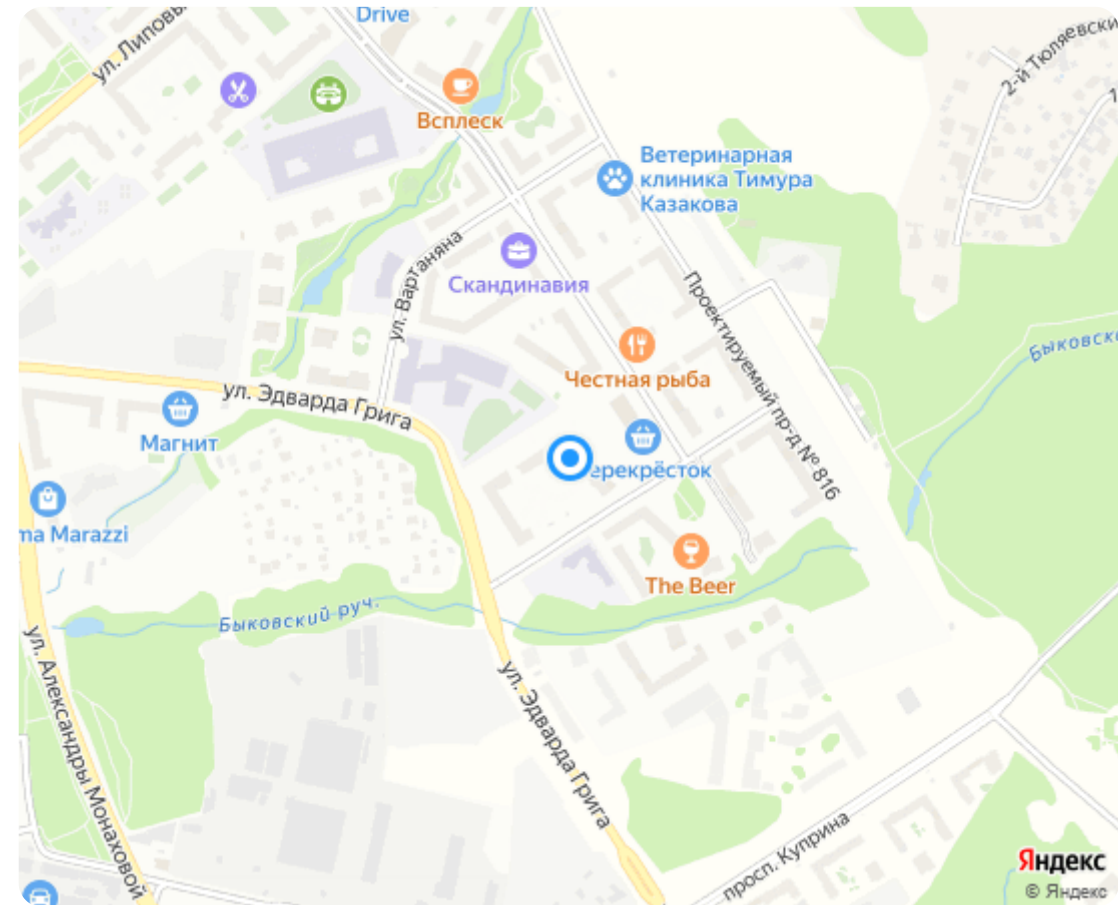 Drive
ул. Липовы
2-й Тюляевски
1
Всплеск
Ветеринарная
клиника Тимура
Казакова
ул. Вартаняна
Скандинавия
Проектируемый пр-д № 816
Быковск
Честная рыба
ул. Эдварда Грига
Магнит
ерекрёсток
ma Marazzi
The Beer
Быковский руч.
ул. Александры Монаховой
ул. Эдварда Грига
просп. Куприна
Яндекс
© Яндекс